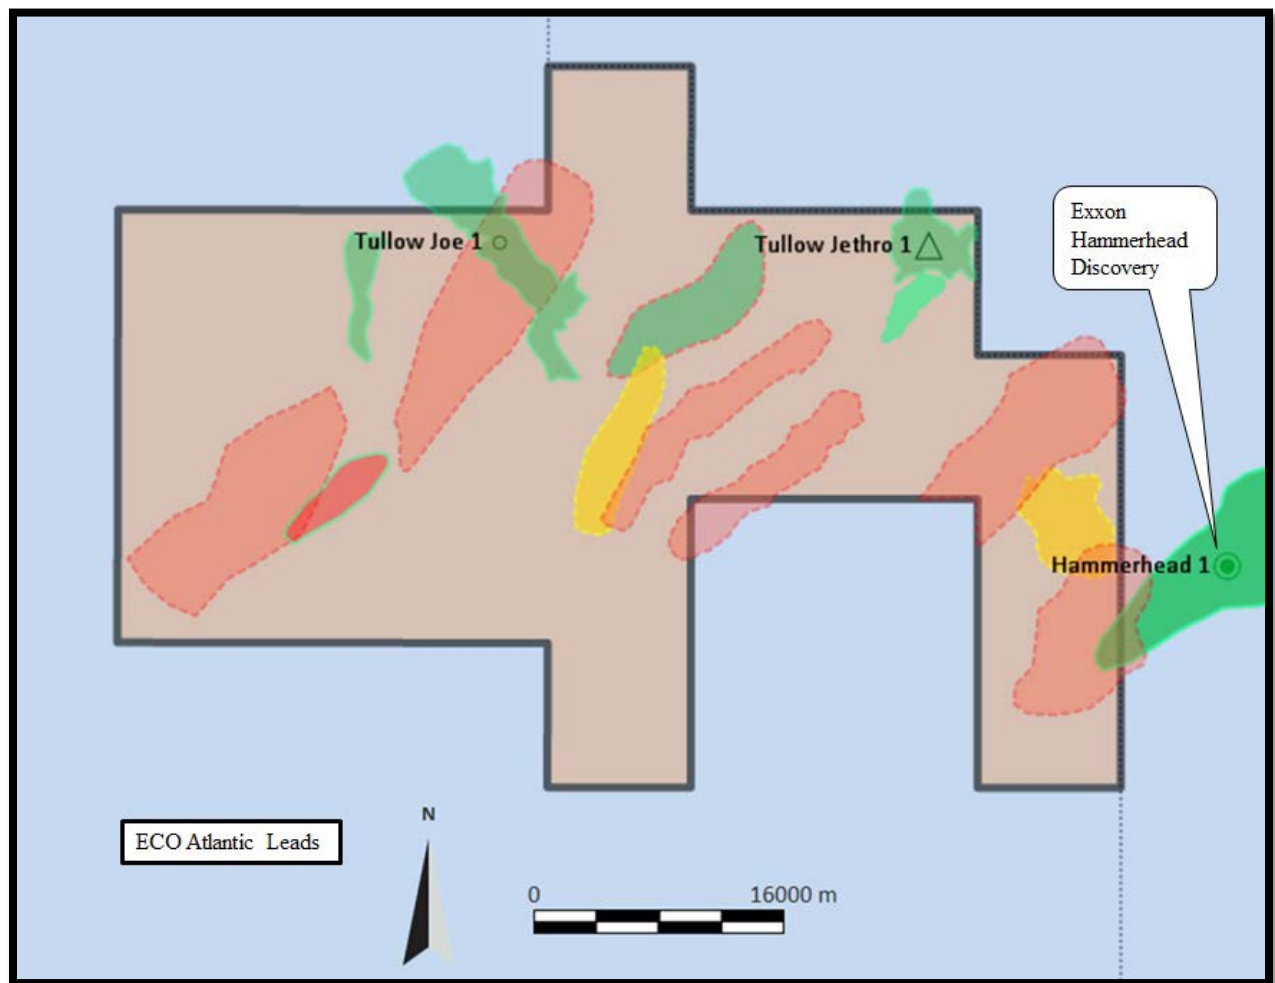 Tullow Joe 1
Tullow Jethro 1
Exxon
Hammerhead
Discovery
Hammerhead 1
ECO Atlantic Leads
N
0 16000 m